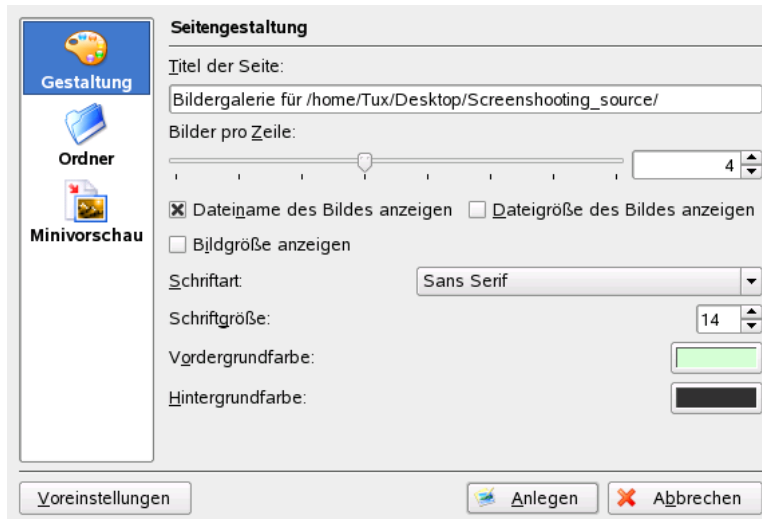 Gestaltung
Ordner
Minivorschau
Seitengestaltung
Titel der Seite:
Bildergalerie für /home/Tux/Desktop/Screenshooting_source/
Bilder pro Zeile:
4
Dateiname des Bildes anzeigen Dateigröße des Bildes anzeigen
Bildgröße anzeigen
Schriftart: Sans Serif
Schriftgröße: 14
Vordergrundfarbe:
Hintergrundfarbe:
Voreinstellungen Anlegen Abbrechen